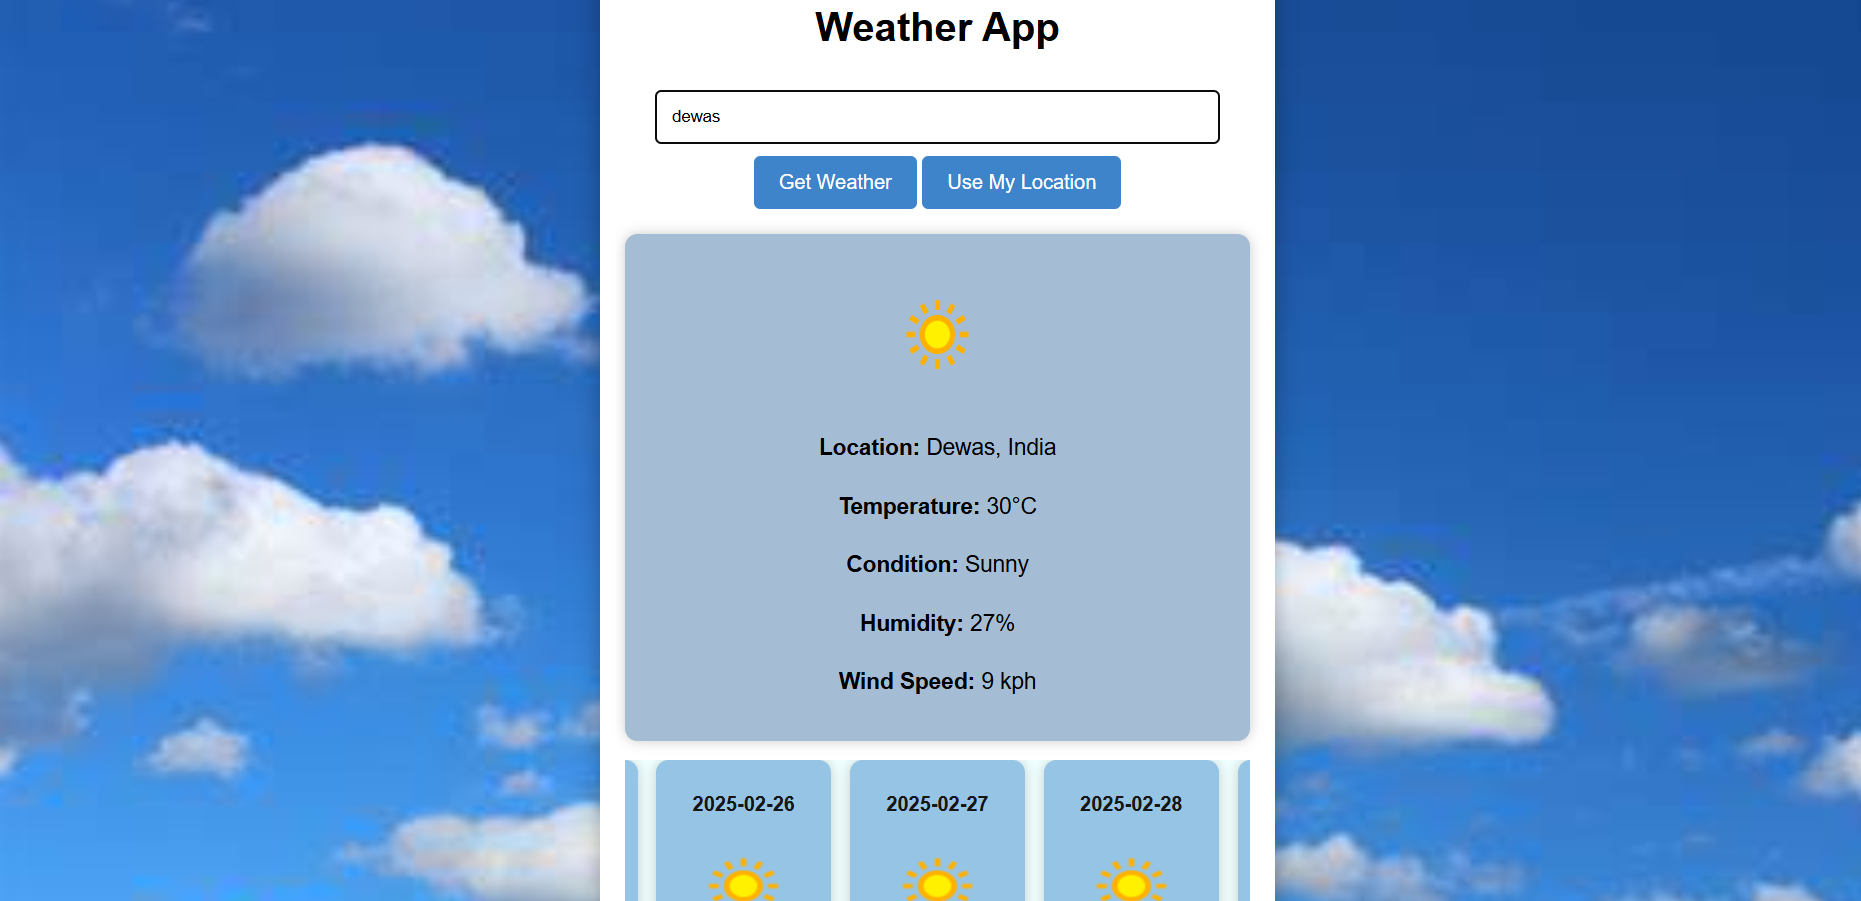 Weather App
dewas
Get Weather
Use My Location
Location: Dewas, India
Temperature: 30°C
Condition: Sunny
Humidity: 27%
Wind Speed: 9 kph
2025-02-26
2025-02-27
2025-02-28